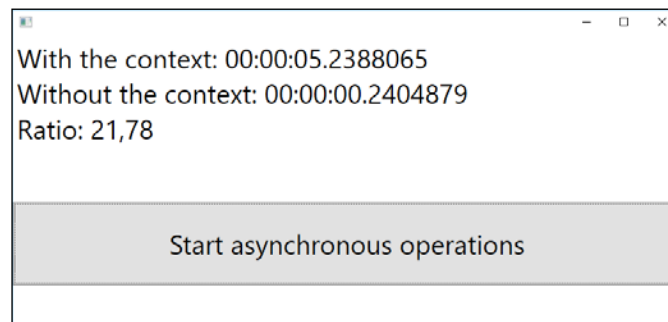 With the context: 00:00:05.2388065
Without the context: 00:00:00.2404879
Ratio: 21,78
Start asynchronous operations